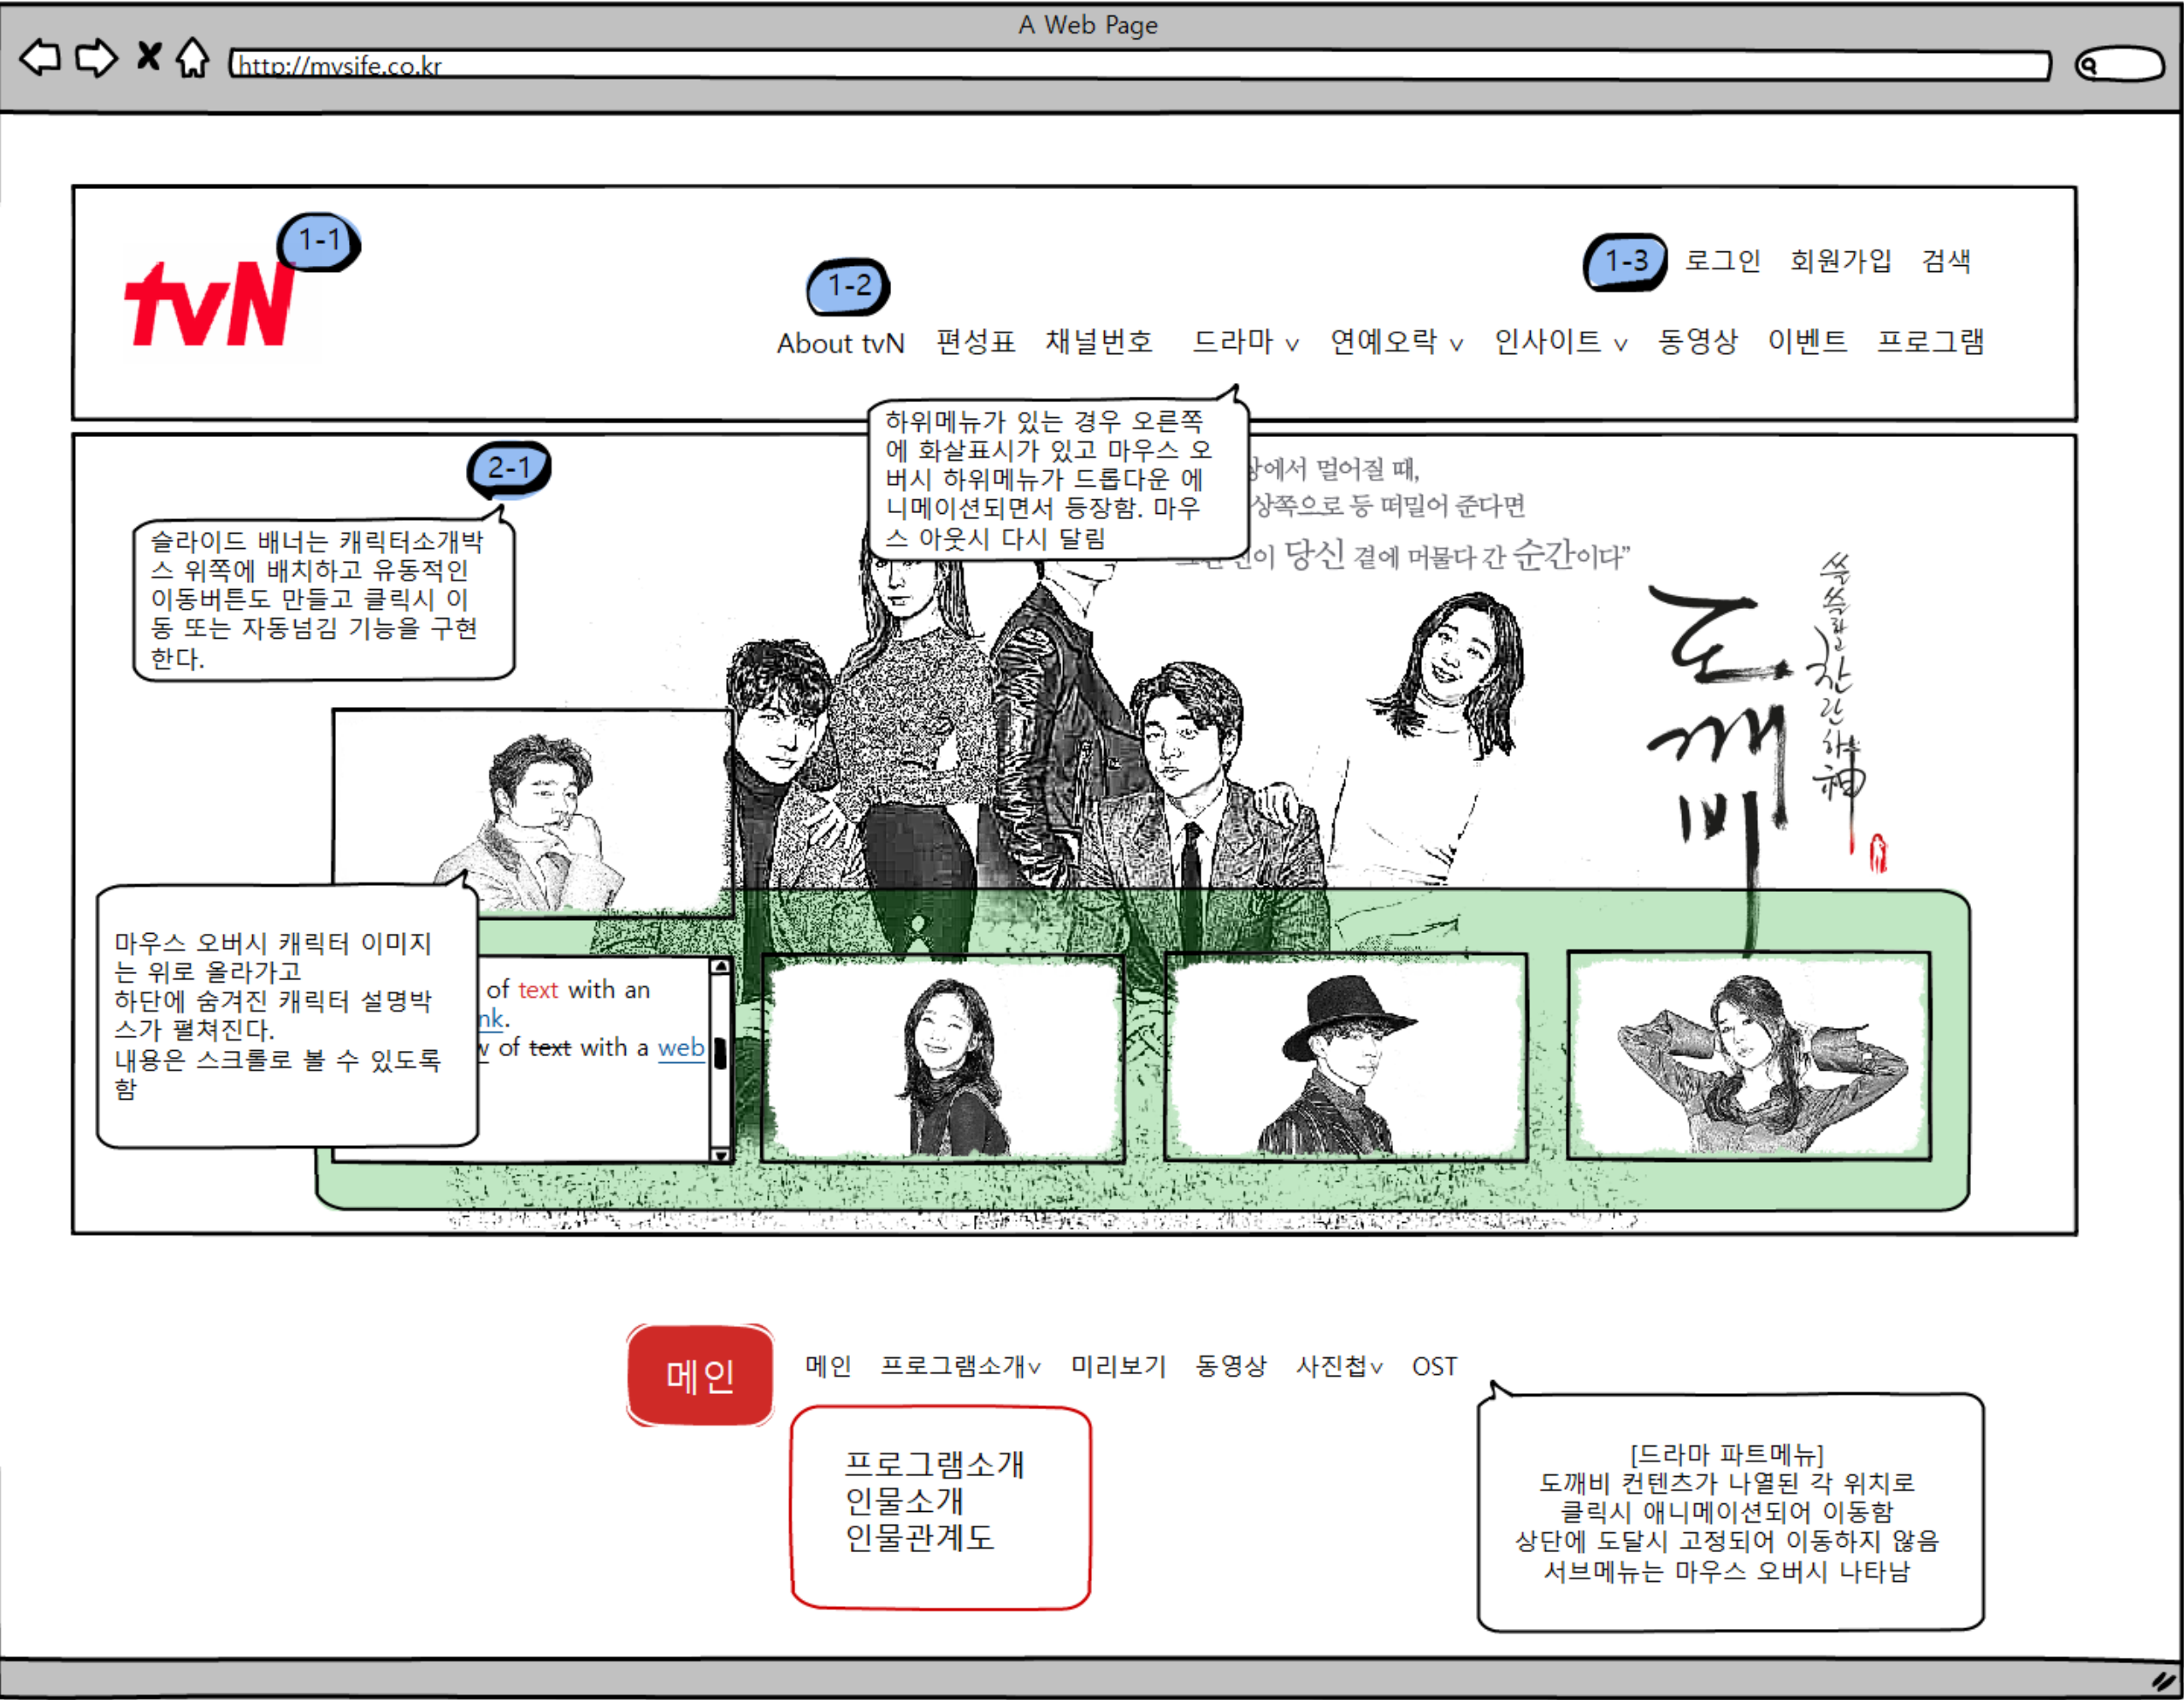 A Web Page
http://mysife.co.kr
tvN
1-1
1-2
1-3
로그인 회원가입 검색
About tvN 편성표 채널번호 드라마 v 연예오락 v 인사이트 v 동영상 이벤트 프로그램
하위메뉴가 있는 경우 오른쪽
에 화살표시가 있고 마우스 오
버시 하위메뉴가 드롭다운 에
니메이션되면서 등장함. 마우
스 아웃시 다시 달림
2-1
슬라이드 배너는 캐릭터소개박
스 위쪽에 배치하고 유동적인
이동버튼도 만들고 클릭시 이
동 또는 자동넘김 기능을 구현
한다.
상에서 멀어질 때,
상쪽으로 등 떠밀어 준다면
신이 당신 곁에 머물다 간 순간이다”
쓸쓸하고 찬란하神
도깨비
마우스 오버시 캐릭터 이미지
는 위로 올라가고
하단에 숨겨진 캐릭터 설명박
스가 펼쳐진다.
내용은 스크롤로 볼 수 있도록
함
of text with an
nk.
of text with a web
메인
메인 프로그램소개v 미리보기 동영상 사진첩v OST
프로그램소개
인물소개
인물관계도
[드라마 파트메뉴]
도깨비 컨텐츠가 나열된 각 위치로
클릭시 애니메이션되어 이동함
상단에 도달시 고정되어 이동하지 않음
서브메뉴는 마우스 오버시 나타남